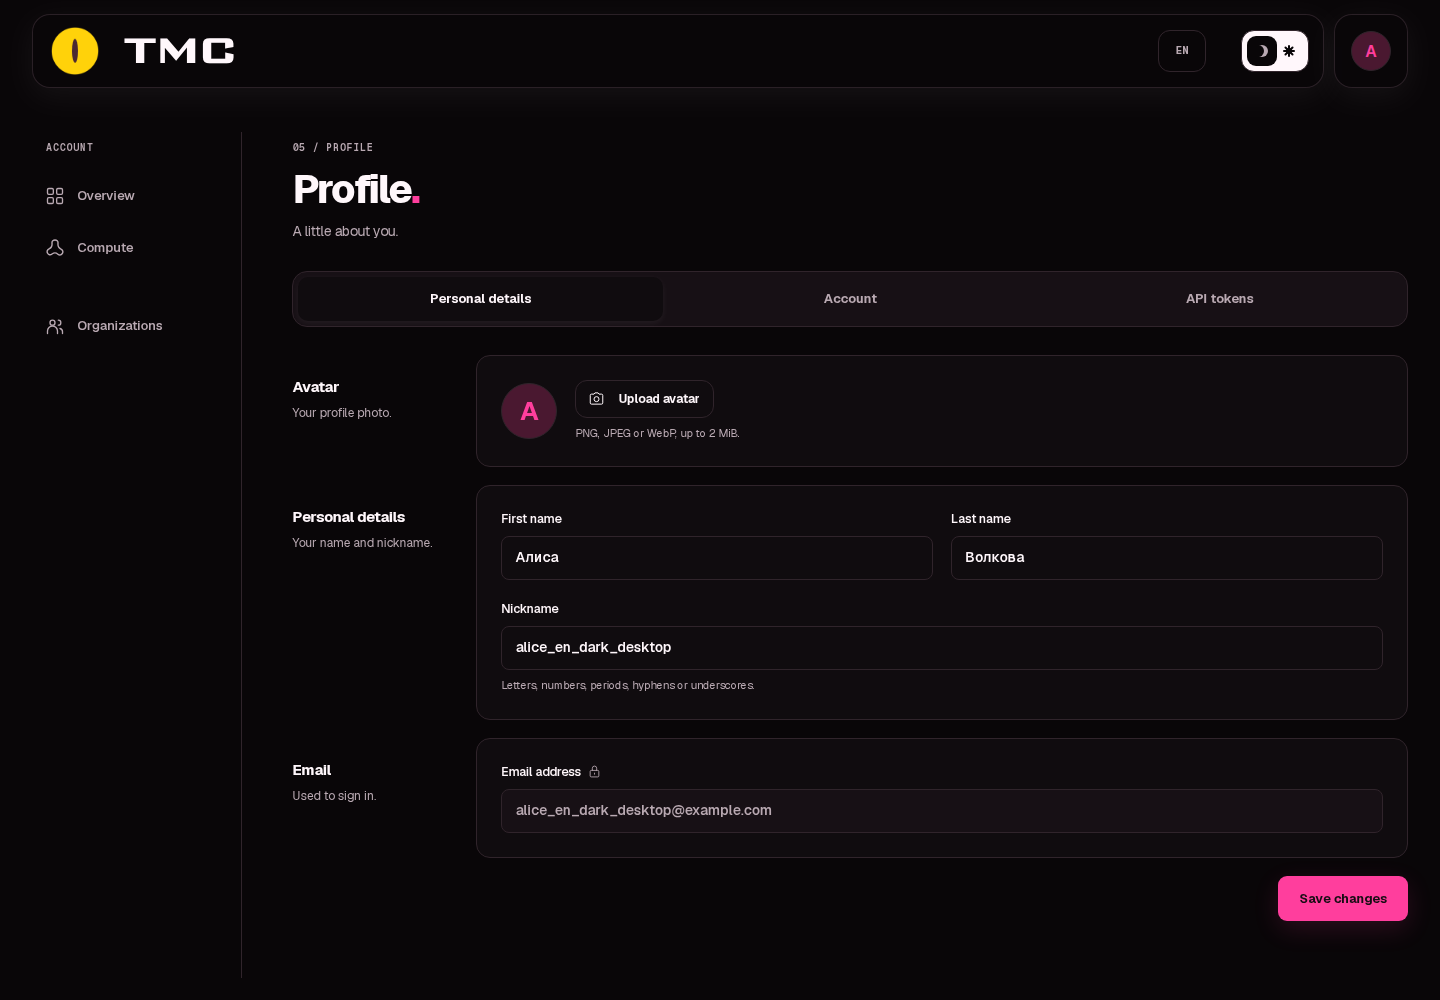 TMC
EN
A
ACCOUNT
Overview
Compute
Organizations
05 / PROFILE
Profile.
A little about you.
Personal details
Account
API tokens
Avatar
Your profile photo.
A
Upload avatar
PNG, JPEG or WebP, up to 2 MiB.
Personal details
Your name and nickname.
First name
Last name
Алиса
Волкова
Nickname
alice_en_dark_desktop
Letters, numbers, periods, hyphens or underscores.
Email
Used to sign in.
Email address
alice_en_dark_desktop@example.com
Save changes